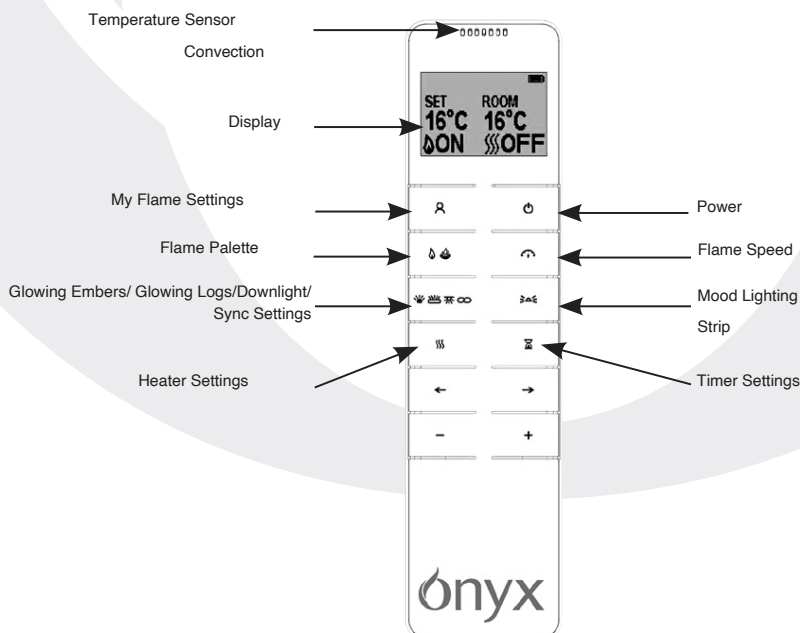 Temperature Sensor
Convection
Display
SET ROOM
16°C 16°C
ON OFF
My Flame Settings
Power
Flame Palette
Flame Speed
Glowing Embers/ Glowing Logs/Downlight/
Sync Settings
Mood Lighting
Strip
Heater Settings
Timer Settings
← →
− +
onyx